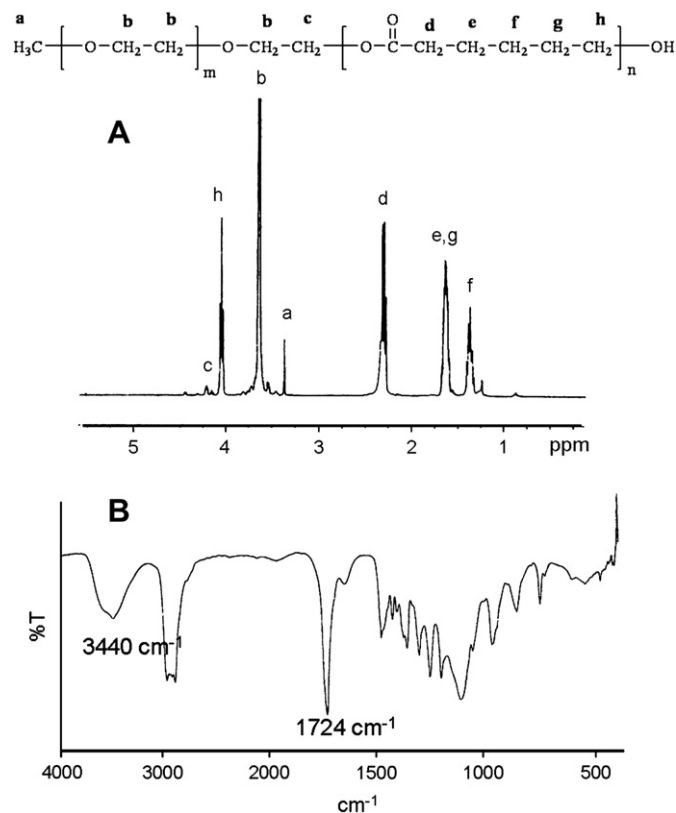 a b b b c d e f g h
H₃C—[O—CH₂—CH₂]m—O—CH₂—CH₂—[O—C(=O)—CH₂—CH₂—CH₂—CH₂—CH₂]n—OH
A
b
h
d
e,g
f
a
c
5 4 3 2 1 ppm
B
%T
3440 cm⁻¹
1724 cm⁻¹
4000 3000 2000 1500 1000 500
cm⁻¹